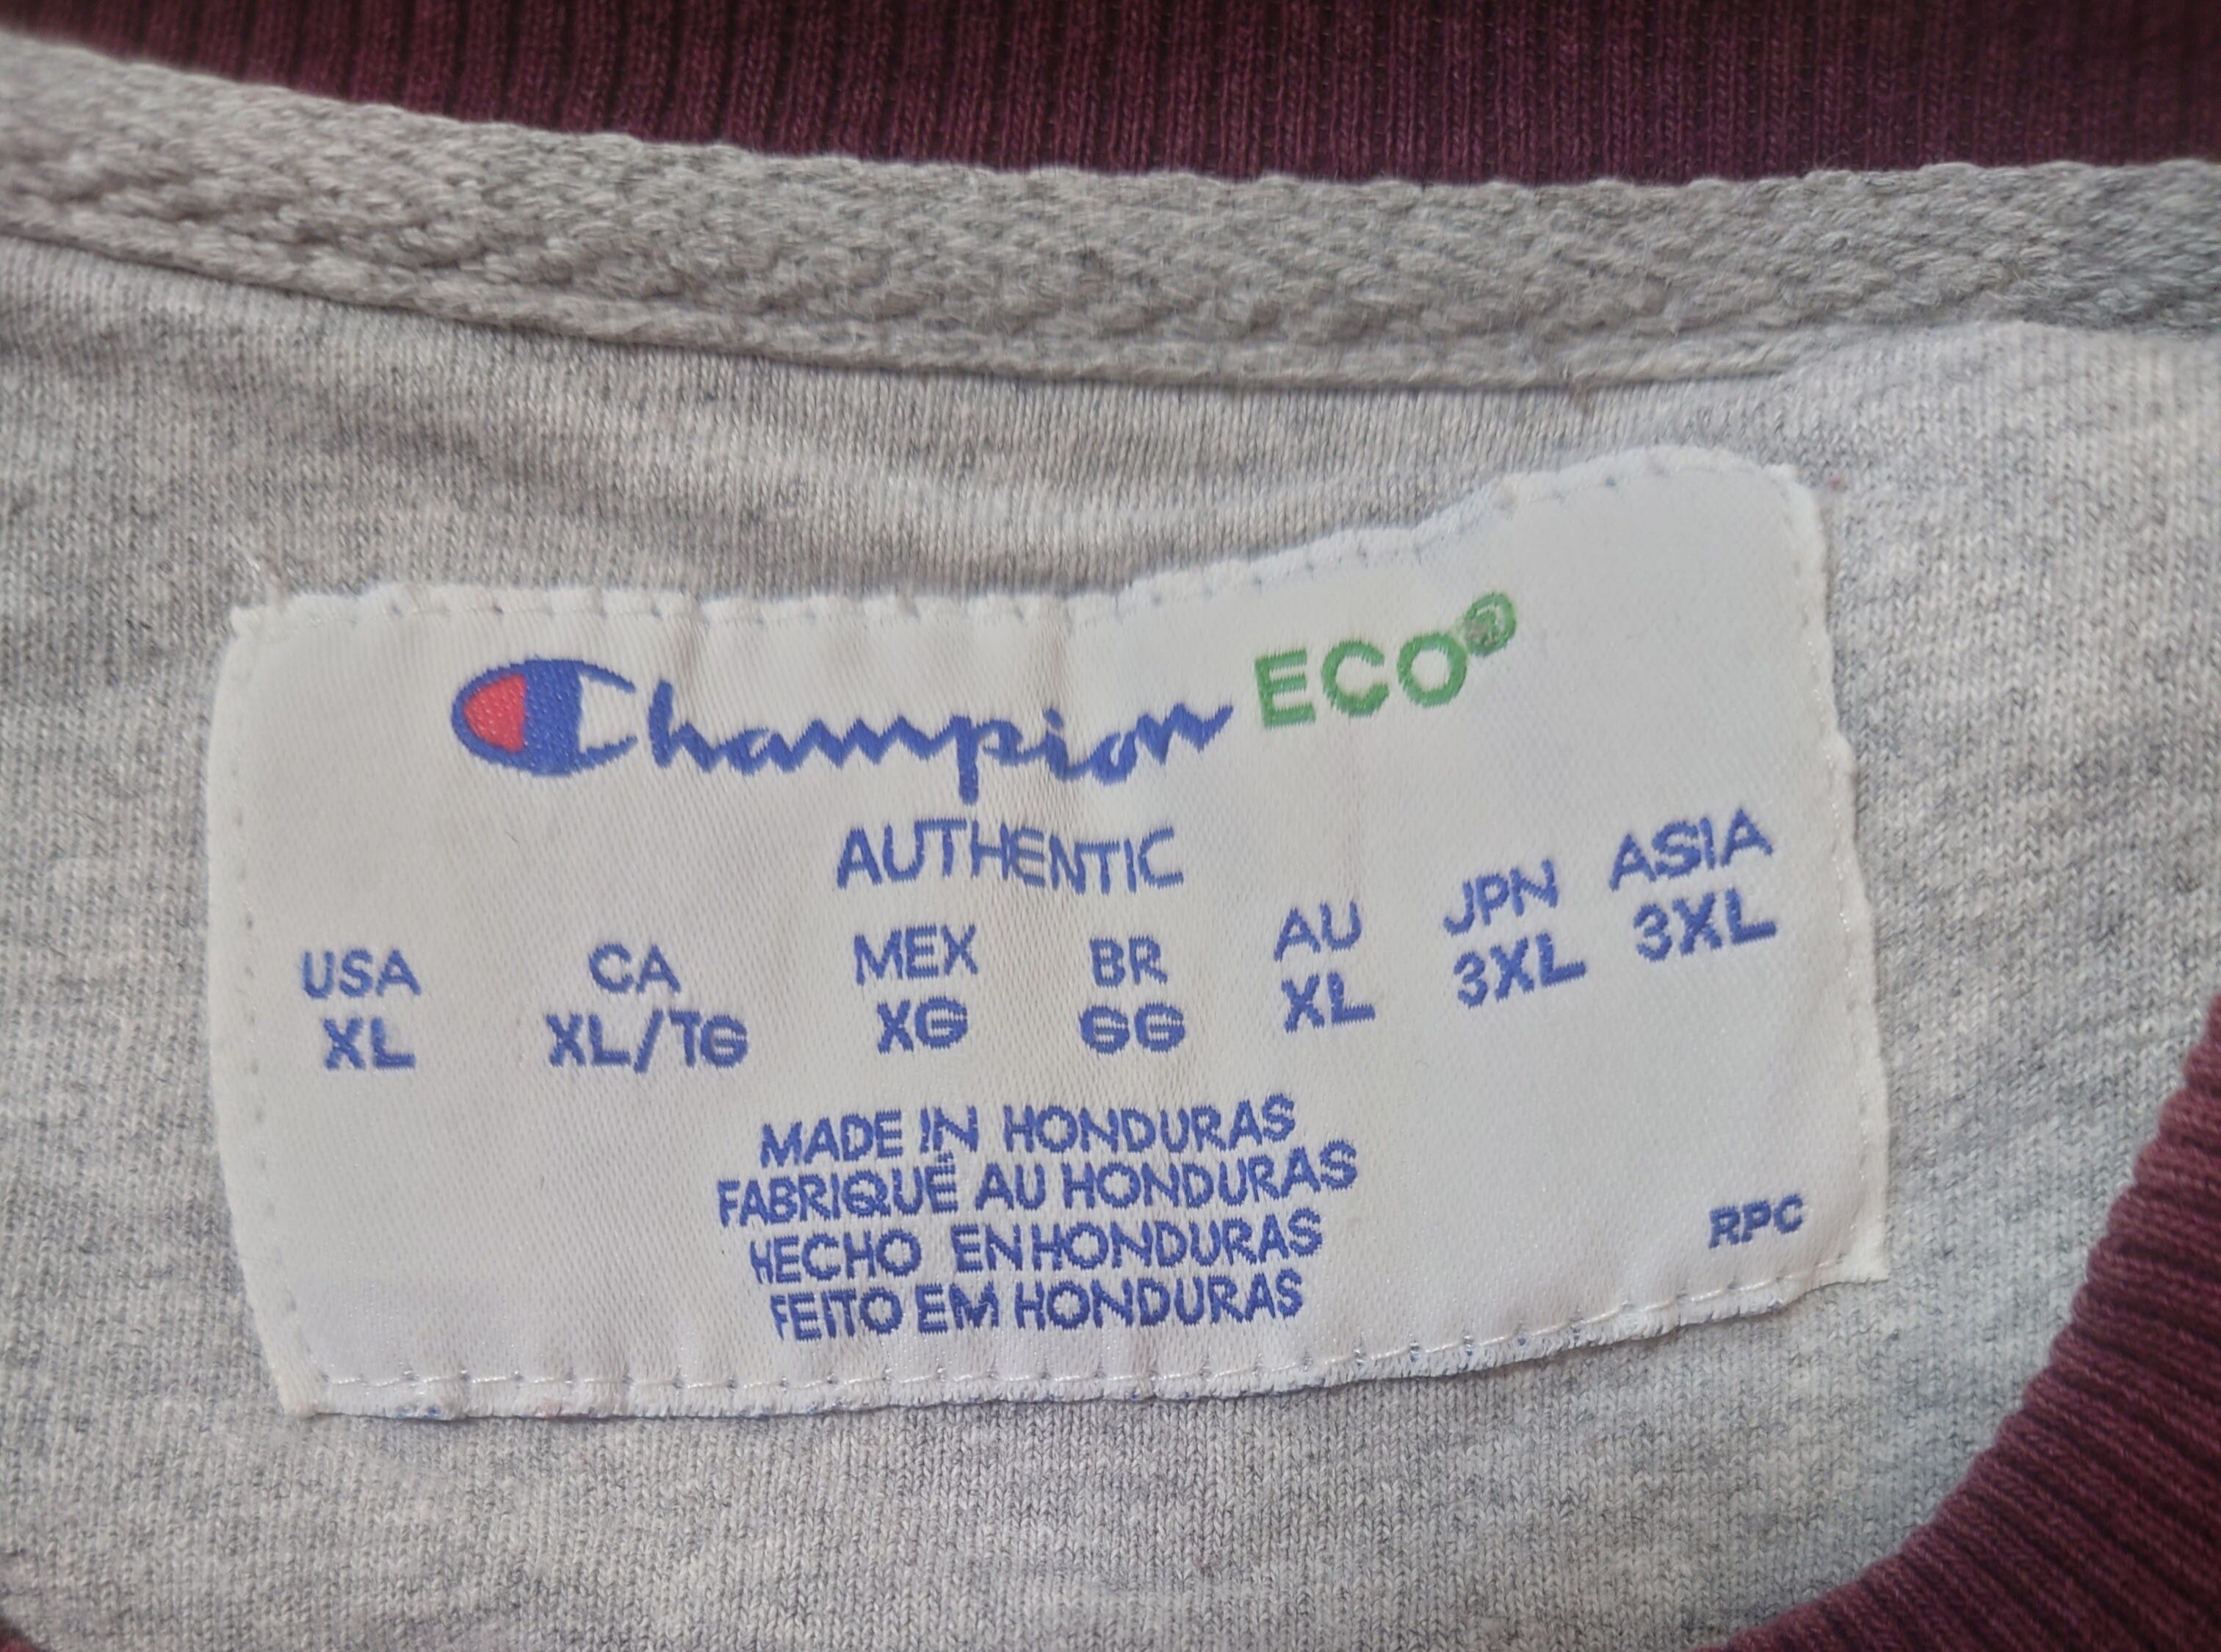 Champion ECO®
AUTHENTIC
USA CA MEX BR AU JPN ASIA
XL XL/TG XG GG XL 3XL 3XL
MADE IN HONDURAS
FABRIQUÉ AU HONDURAS
HECHO EN HONDURAS
FEITO EM HONDURAS
RPC